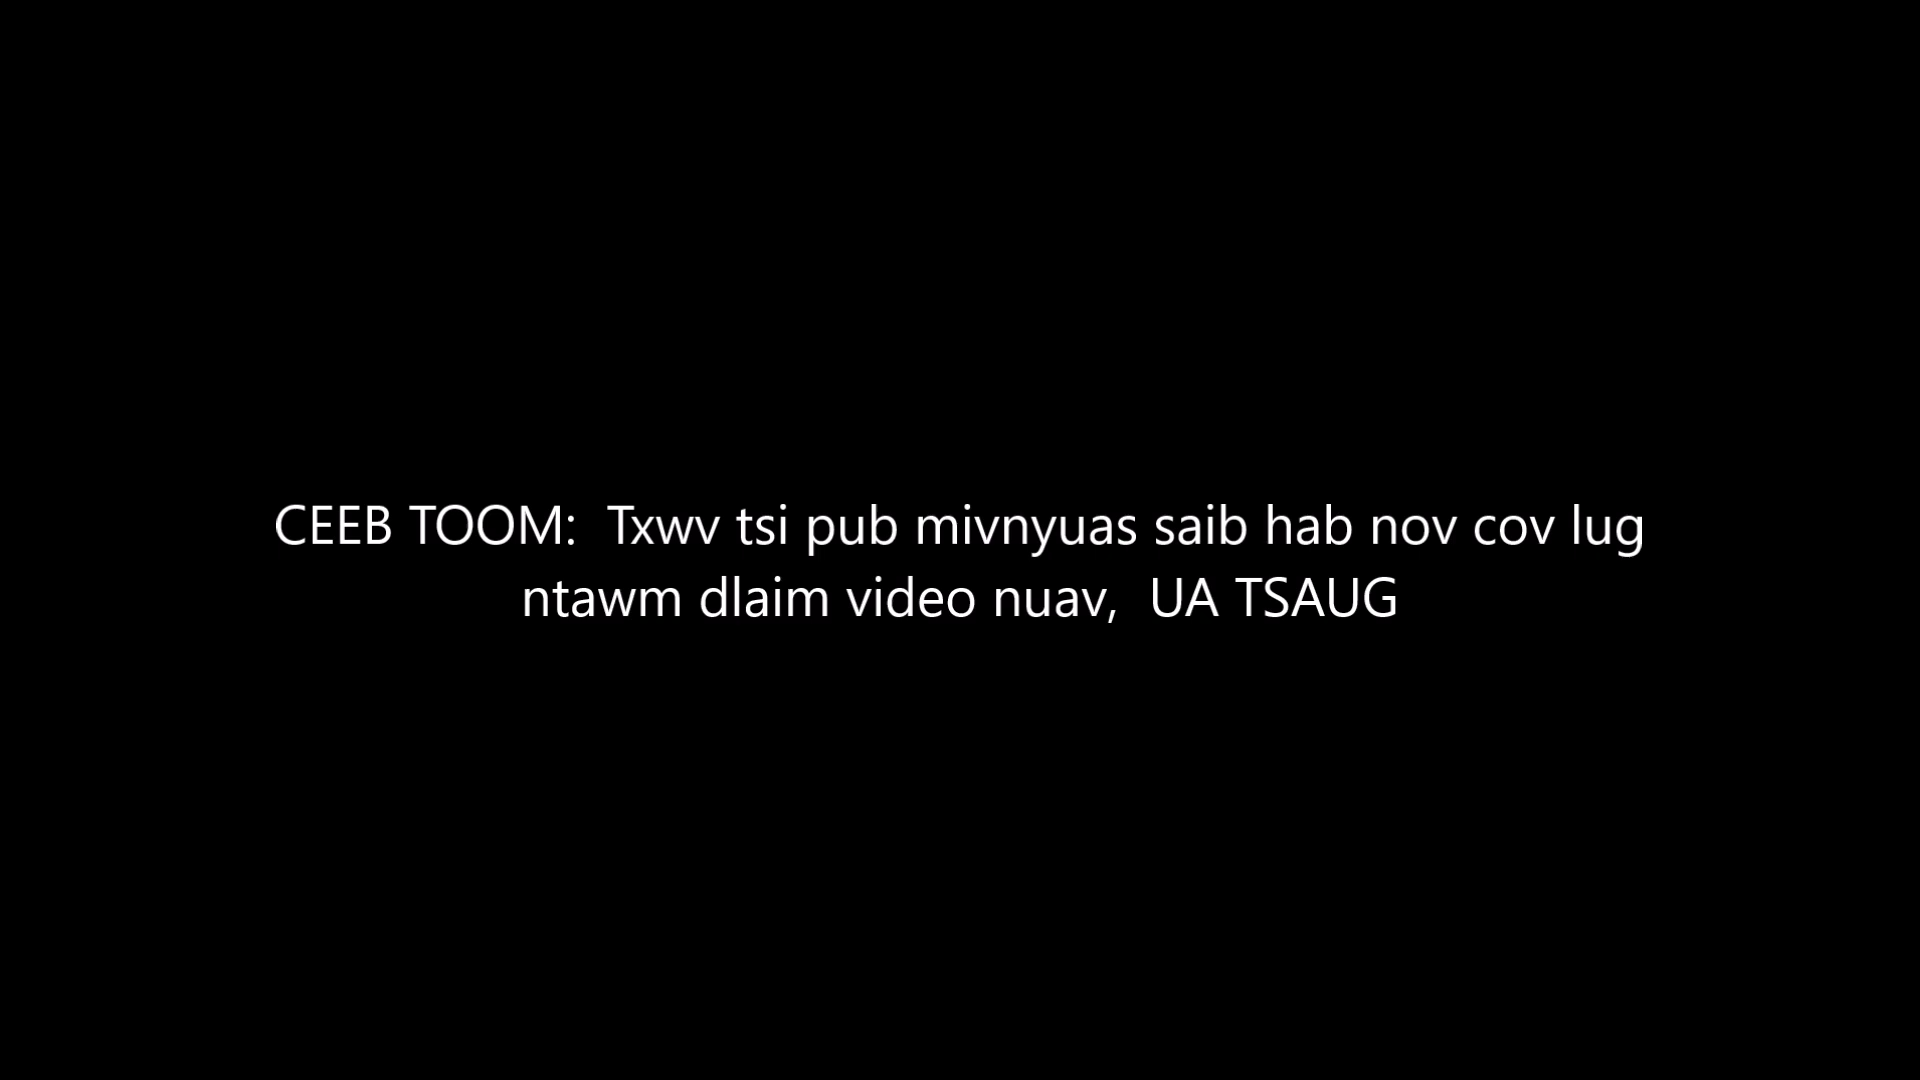 CEEB TOOM:  Txwv tsi pub mivnyuas saib hab nov cov lug
ntawm dlaim video nuav,  UA TSAUG